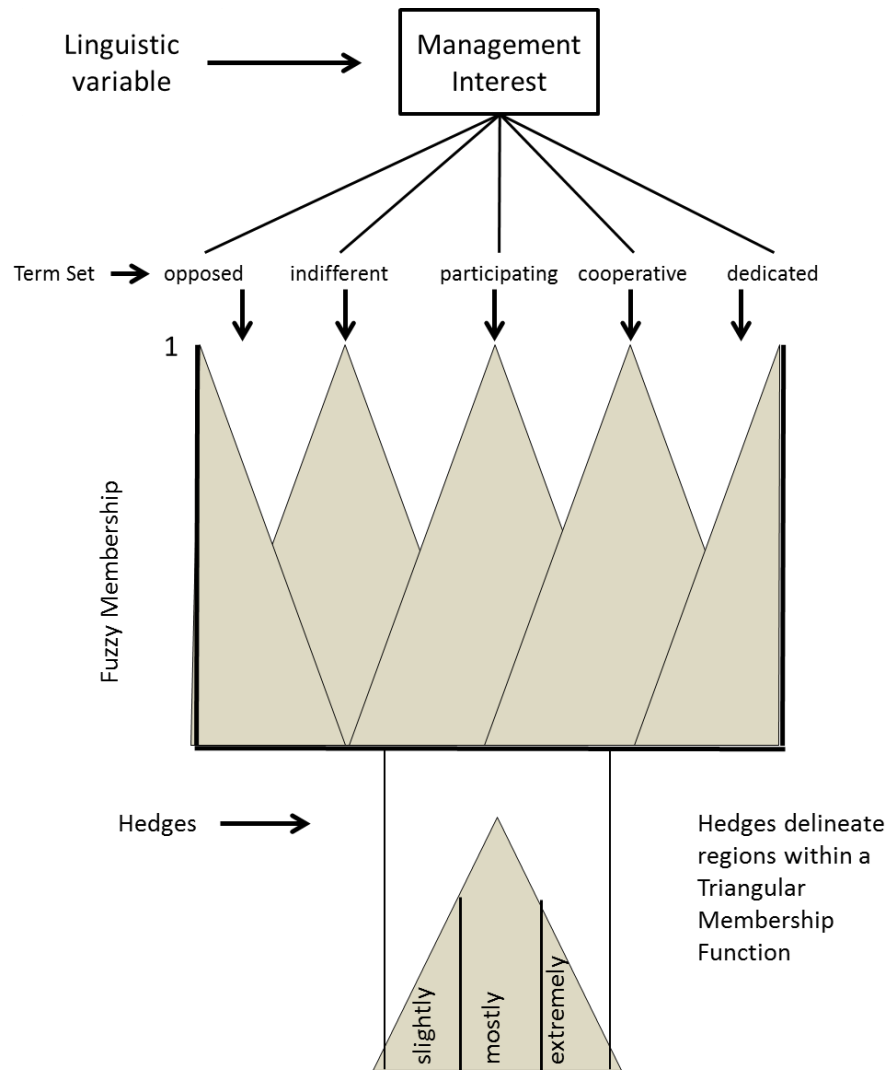 Linguistic
variable
Management
Interest
Term Set
opposed
indifferent
participating
cooperative
dedicated
1
Fuzzy Membership
Hedges
slightly
mostly
extremely
Hedges delineate
regions within a
Triangular
Membership
Function